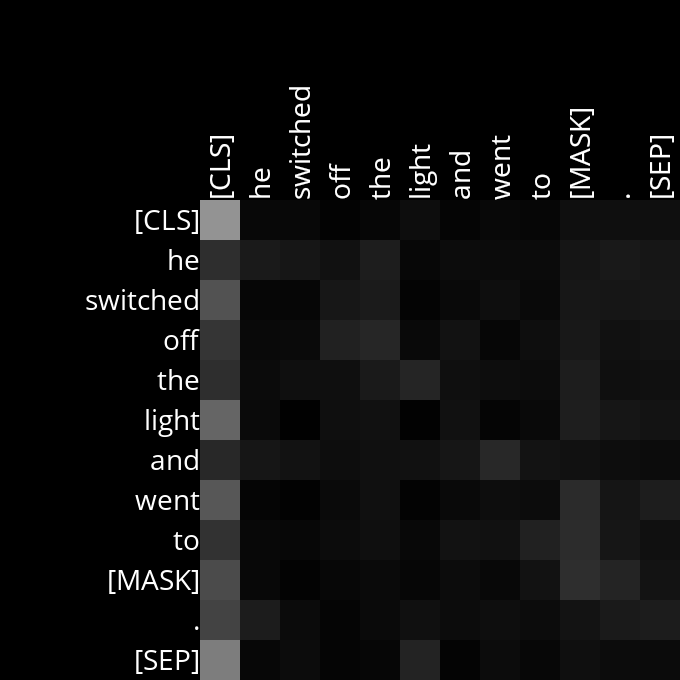 [CLS] he switched off the light and went to [MASK] . [SEP]
[CLS]
he
switched
off
the
light
and
went
to
[MASK]
.
[SEP]